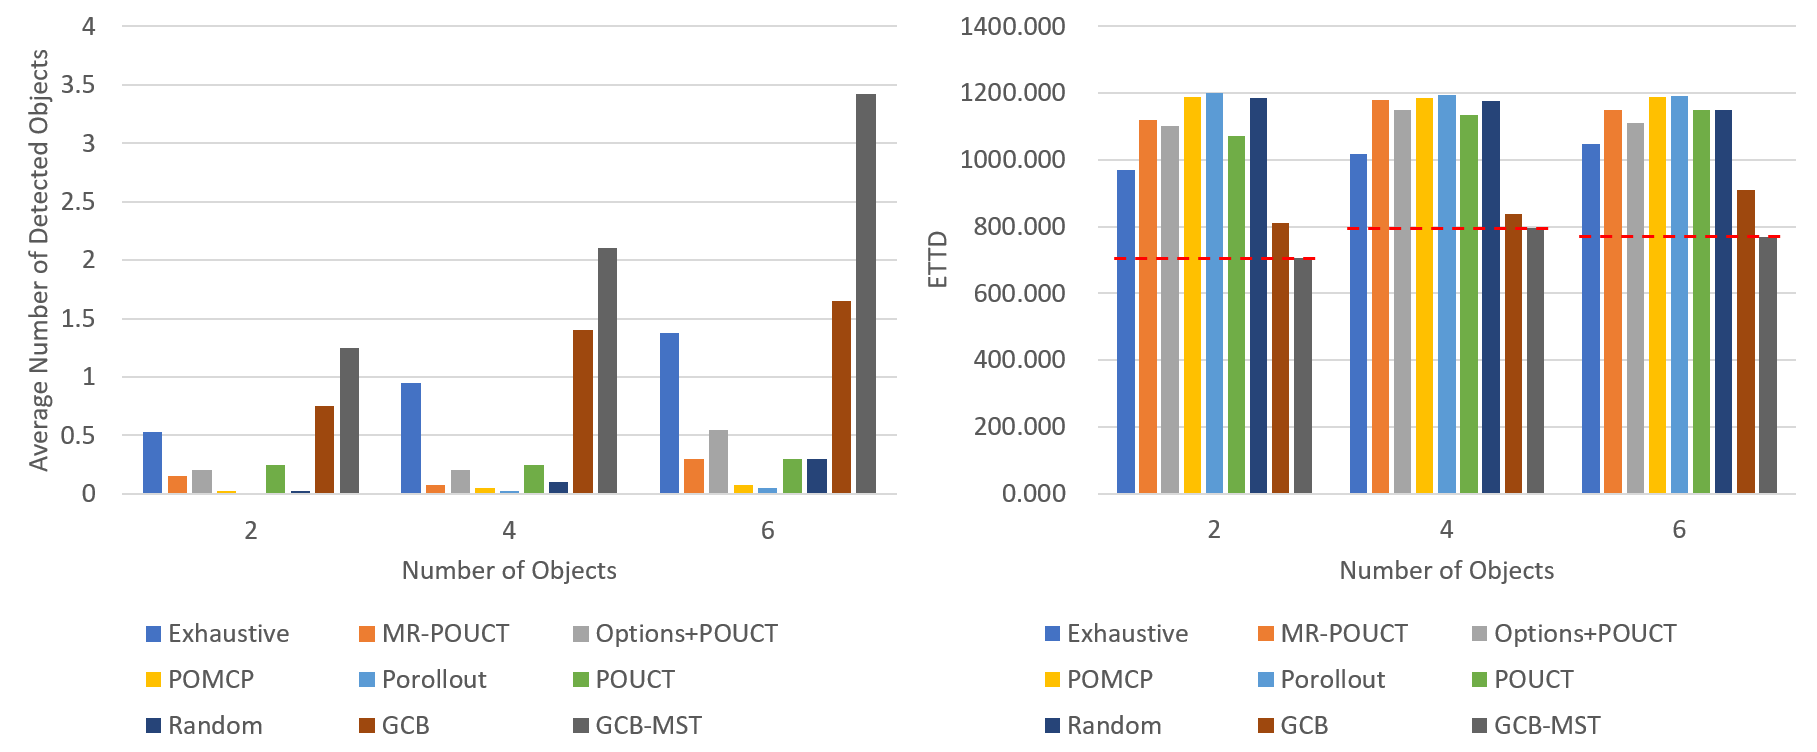 4
3.5
3
2.5
2
1.5
1
0.5
0
Average Number of Detected Objects
2 4 6
Number of Objects
Exhaustive MR-POUCT Options+POUCT
POMCP Porollout POUCT
Random GCB GCB-MST
1400.000
1200.000
1000.000
800.000
600.000
400.000
200.000
0.000
ETTD
2 4 6
Number of Objects
Exhaustive MR-POUCT Options+POUCT
POMCP Porollout POUCT
Random GCB GCB-MST